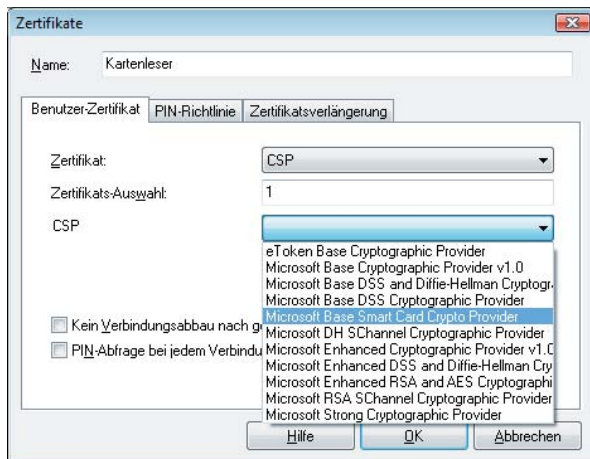 Zertifikate
Name: Kartenleser
Benutzer-Zertifikat PIN-Richtlinie Zertifikatsverlängerung
Zertifikat: CSP
Zertifikats-Auswahl: 1
CSP
eToken Base Cryptographic Provider
Microsoft Base Cryptographic Provider v1.0
Microsoft Base DSS and Diffie-Hellman Cryptogra
Microsoft Base DSS Cryptographic Provider
Microsoft Base Smart Card Crypto Provider
Kein Verbindungsabbau nach g
Microsoft DH SChannel Cryptographic Provider
Microsoft Enhanced Cryptographic Provider v1.0
PIN-Abfrage bei jedem Verbindu
Microsoft Enhanced DSS and Diffie-Hellman Cry
Microsoft Enhanced RSA and AES Cryptographi
Microsoft RSA SChannel Cryptographic Provider
Microsoft Strong Cryptographic Provider
Hilfe OK Abbrechen